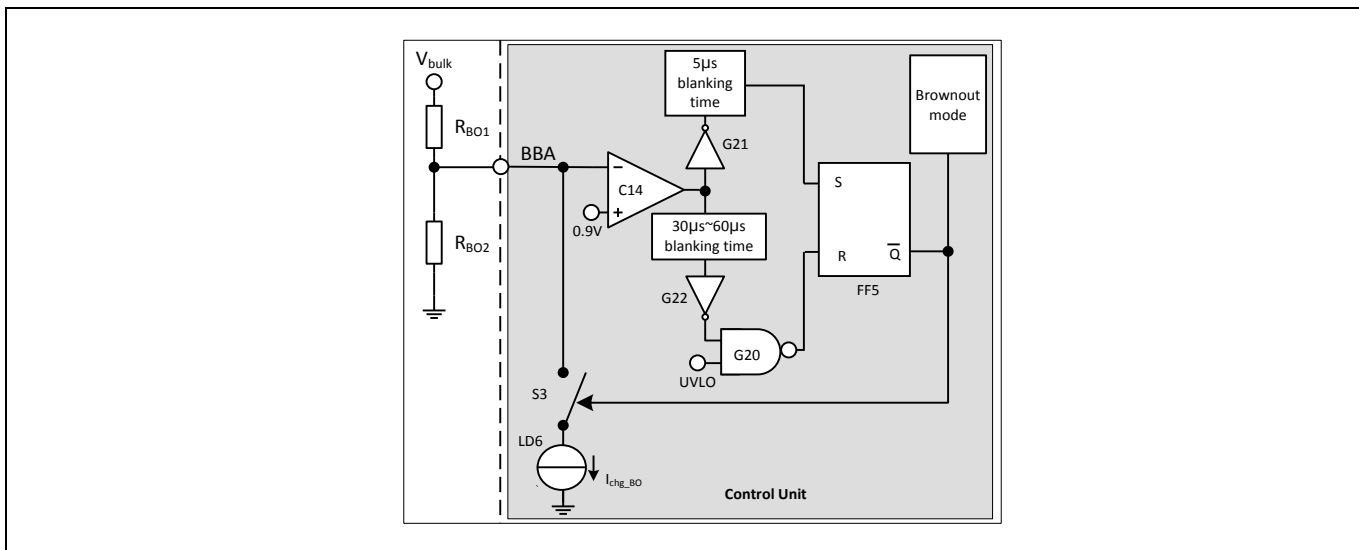 V_bulk
R_BO1
R_BO2
BBA
5µs
blanking
time
G21
C14
0.9V
30µs~60µs
blanking time
G22
G20
UVLO
S
R
Q̅
FF5
Brownout
mode
S3
LD6
I_chg_BO
Control Unit